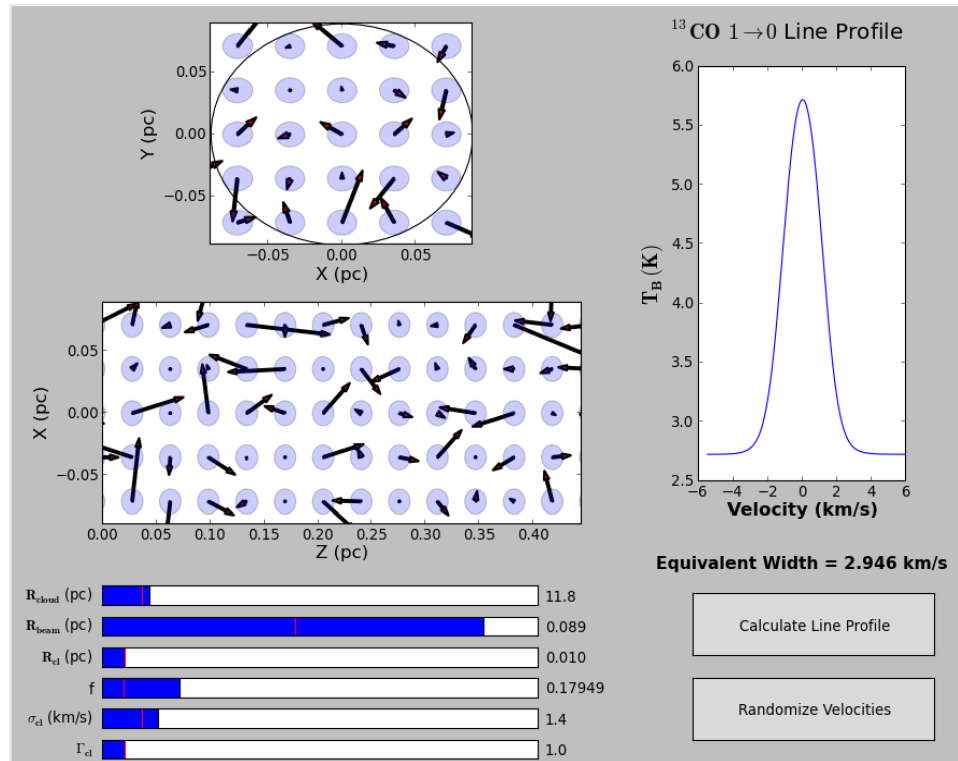 ¹³CO 1→0 Line Profile
6.0
5.5
5.0
4.5
4.0
3.5
3.0
2.5
T_B (K)
−6 −4 −2 0 2 4 6
Velocity (km/s)
0.05
0.00
−0.05
Y (pc)
−0.05 0.00 0.05
X (pc)
0.05
0.00
−0.05
X (pc)
0.00 0.05 0.10 0.15 0.20 0.25 0.30 0.35 0.40
Z (pc)
Equivalent Width = 2.946 km/s
R_cloud (pc) 11.8
R_beam (pc) 0.089
R_cl (pc) 0.010
f 0.17949
σ_cl (km/s) 1.4
Γ_cl 1.0
Calculate Line Profile
Randomize Velocities